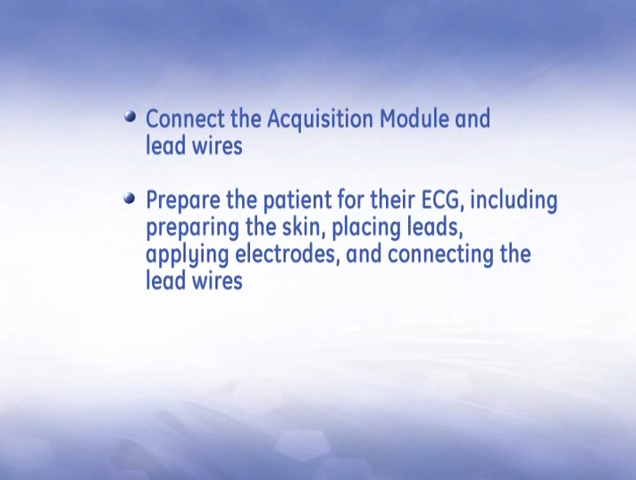 Connect the Acquisition Module and
lead wires
Prepare the patient for their ECG, including
preparing the skin, placing leads,
applying electrodes, and connecting the
lead wires